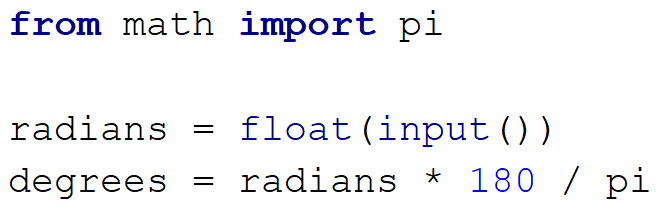 from math import pi
radians = float(input())
degrees = radians * 180 / pi